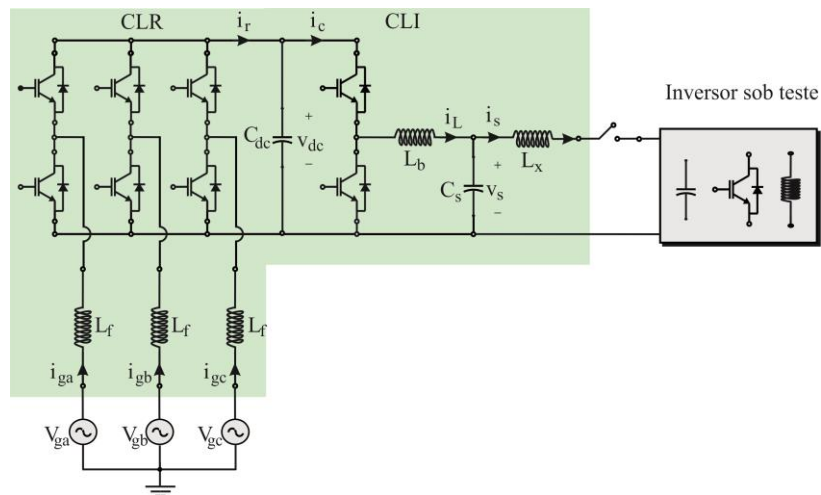 CLR
i_r
i_c
CLI
Inversor sob teste
C_dc
+
v_dc
−
i_L
i_s
L_b
L_x
C_s
+
v_s
−
L_f
L_f
L_f
i_ga
i_gb
i_gc
V_ga
V_gb
V_gc